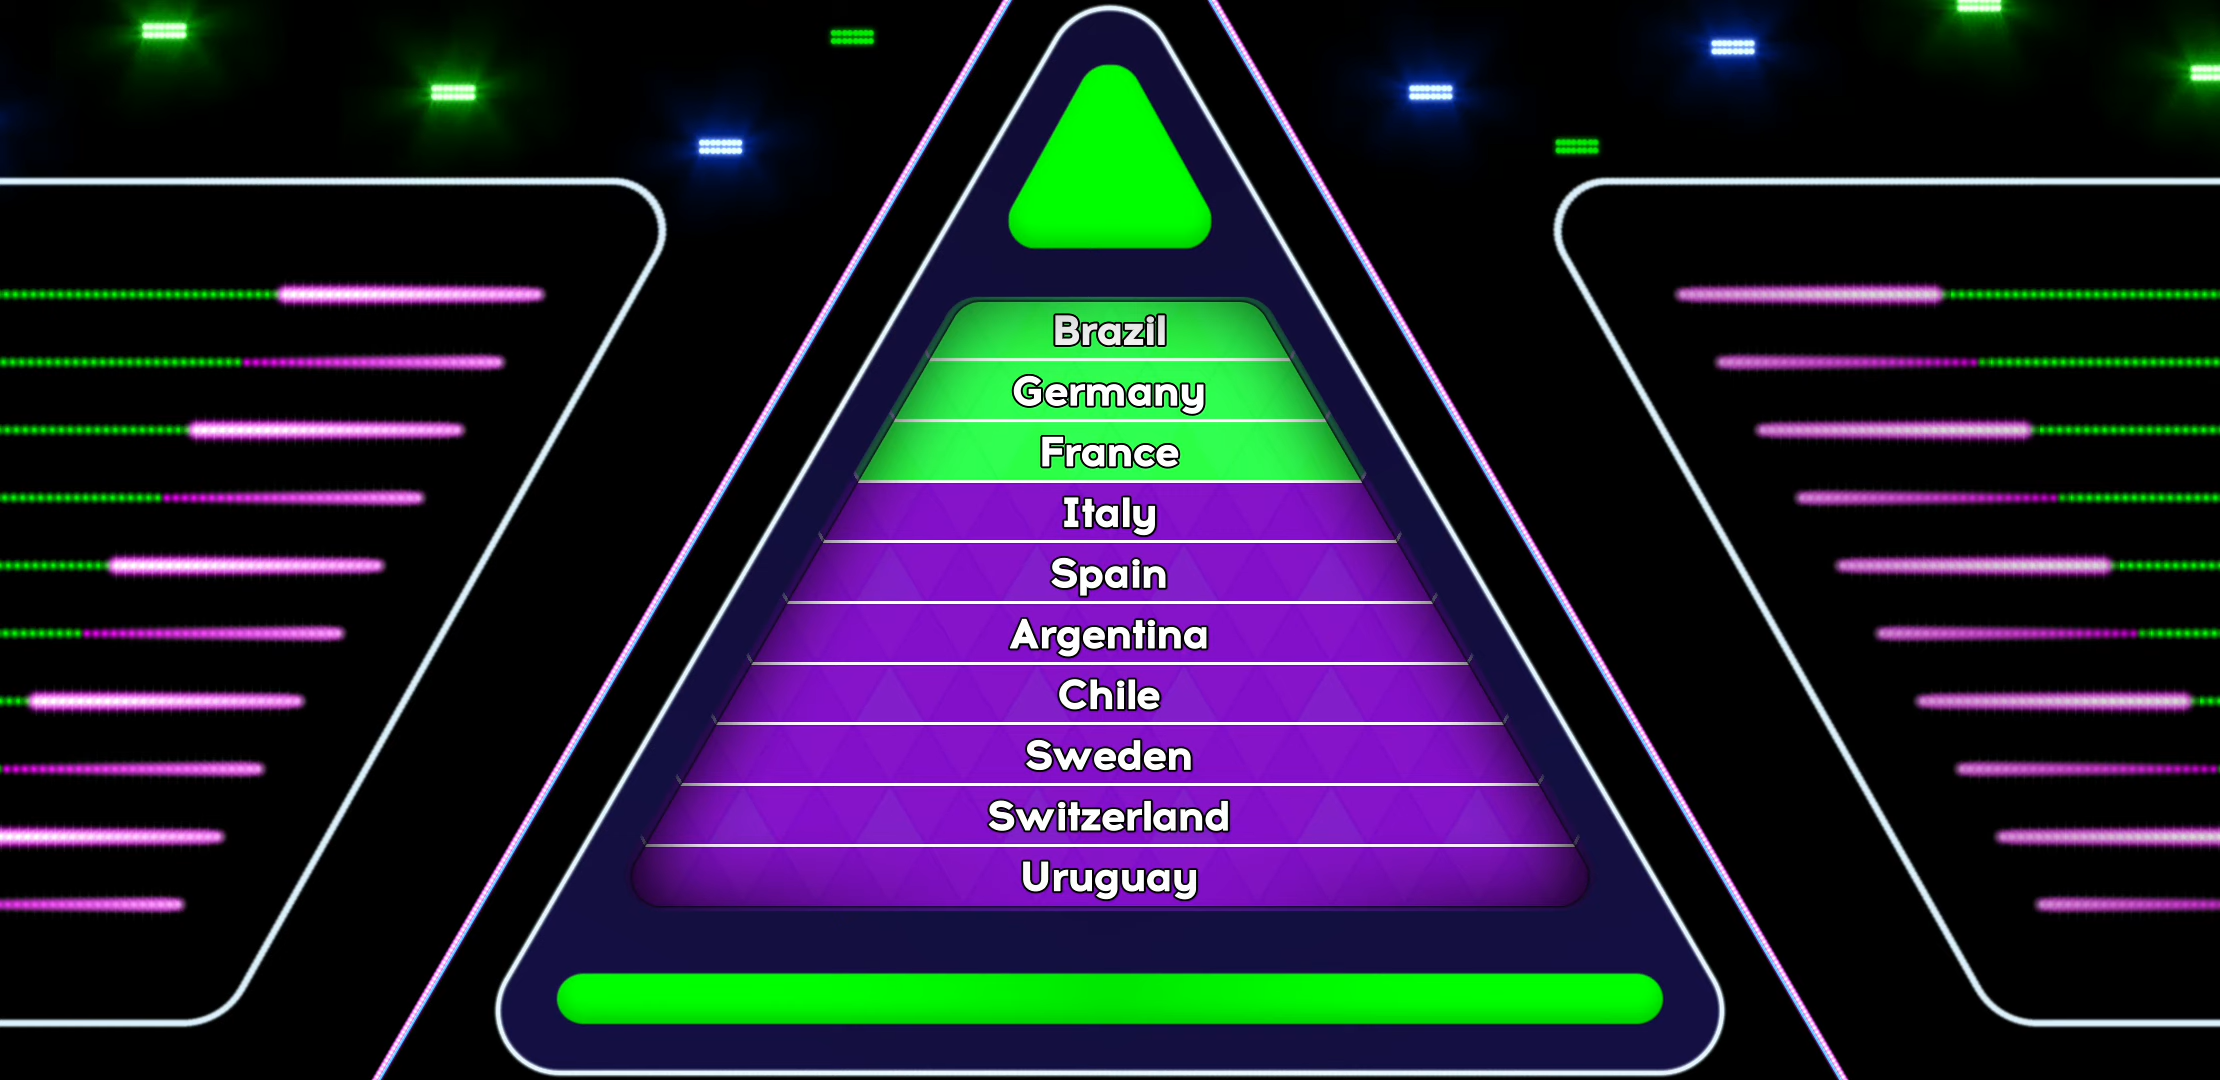 Brazil
Germany
France
Italy
Spain
Argentina
Chile
Sweden
Switzerland
Uruguay